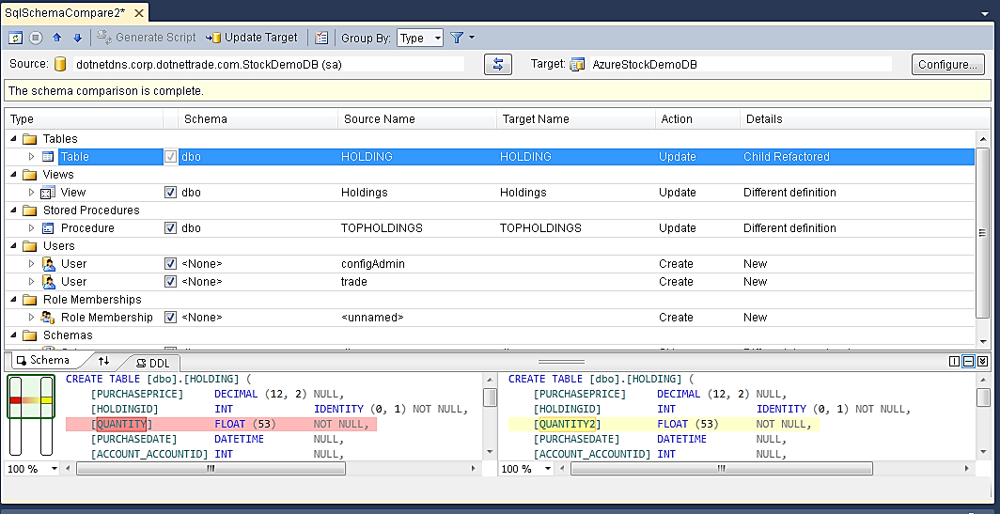 SqlSchemaCompare2*
Generate Script Update Target Group By: Type
Source: dotnetdns.corp.dotnettrade.com.StockDemoDB (sa) Target: AzureStockDemoDB Configure...
The schema comparison is complete.
Type Schema Source Name Target Name Action Details
Tables
Table dbo HOLDING HOLDING Update Child Refactored
Views
View dbo Holdings Holdings Update Different definition
Stored Procedures
Procedure dbo TOPHOLDINGS TOPHOLDINGS Update Different definition
Users
User <None> configAdmin Create New
User <None> trade Create New
Role Memberships
Role Membership <None> <unnamed> Create New
Schemas
Schema DDL
CREATE TABLE [dbo].[HOLDING] (
[PURCHASEPRICE] DECIMAL (12, 2) NULL,
[HOLDINGID] INT IDENTITY (0, 1) NOT NULL,
[QUANTITY] FLOAT (53) NOT NULL,
[PURCHASEDATE] DATETIME NULL,
[ACCOUNT_ACCOUNTID] INT NULL,
100 %
CREATE TABLE [dbo].[HOLDING] (
[PURCHASEPRICE] DECIMAL (12, 2) NULL,
[HOLDINGID] INT IDENTITY (0, 1) NOT NULL,
[QUANTITY2] FLOAT (53) NOT NULL,
[PURCHASEDATE] DATETIME NULL,
[ACCOUNT_ACCOUNTID] INT NULL,
100 %